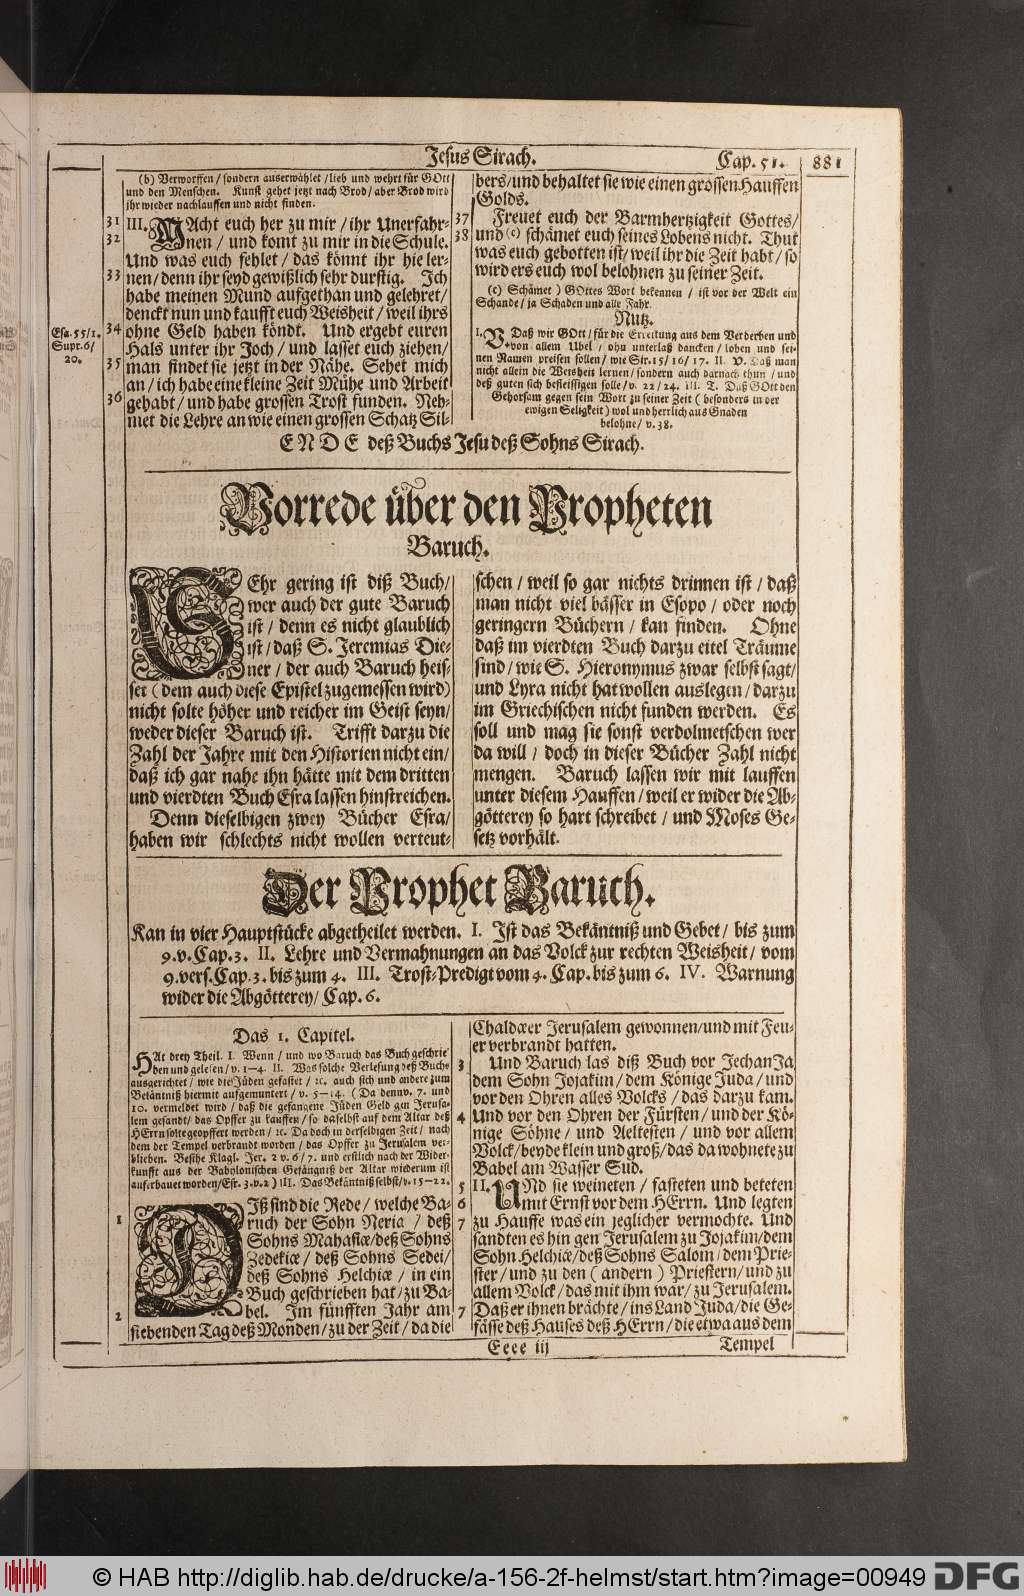 Jesus Sirach.
Cap. 51.
881
(b) Verworffen / sondern auserwählet / lieb und wehrt für GOtt
und den Menschen. Kunst gehet jetzt nach Brod / aber Brod wird
ihr wieder nachlauffen und nicht finden.
31 III. MAcht euch her zu mir / ihr Unerfahr-
32 nen / und komt zu mir in die Schule.
Und was euch fehlet / das könnt ihr hie ler-
33 nen / denn ihr seyd gewißlich sehr durstig. Ich
habe meinen Mund aufgethan und gelehret /
denckt nun und kaufft euch Weisheit / weil ihrs
Esa. 55/1.
34 ohne Geld haben köndt. Und ergebt euren
Supr. 6/
20.
Hals unter ihr Joch / und lasset euch ziehen /
35 man findet sie jetzt in der Nähe. Sehet mich
an / ich habe eine kleine Zeit Mühe und Arbeit
36 gehabt / und habe grossen Trost funden. Neh-
met die Lehre an wie einen grossen Schatz Sil-
bers / und behaltet sie wie einen grossen Hauffen
Golds.
37 Freuet euch der Barmhertzigkeit Gottes /
38 und (c) schämet euch seines Lobens nicht. Thut
was euch gebotten ist / weil ihr die Zeit habt / so
wird ers euch wol belohnen zu seiner Zeit.
(c) Schämet ) GOttes Wort bekennen / ist vor der Welt ein
Schande / ja Schaden und alle Fahr.
Nutz.
I. V. Daß wir GOtt / für die Errettung aus dem Verderben und
von allem Ubel / ohn unterlaß dancken / loben und sei-
nen Namen preisen sollen / wie Sir. 15/16/17. II. V. Daß man
nicht allein die Weisheit lernen / sondern auch darnach thun / und
deß guten sich befleissigen solle / v. 22/24. III. T. Daß GOtt den
Gehorsam gegen sein Wort zu seiner Zeit ( besonders in der
ewigen Seligkeit ) wol und herrlich aus Gnaden
belohne / v. 38.
ENDE deß Buchs Jesu deß Sohns Sirach.
Vorrede über den Propheten
Baruch.
SEhr gering ist diß Buch /
wer auch der gute Baruch
ist / denn es nicht glaublich
ist / daß S. Jeremias Die-
ner / der auch Baruch heis-
set ( dem auch diese Epistel zugemessen wird )
nicht solte höher und reicher im Geist seyn /
weder dieser Baruch ist. Trifft darzu die
Zahl der Jahre mit den Historien nicht ein /
daß ich gar nahe ihn hätte mit dem dritten
und vierdten Buch Esra lassen hinstreichen.
Denn dieselbigen zwey Bücher Esra /
haben wir schlechts nicht wollen verteut-
schen / weil so gar nichts drinnen ist / daß
man nicht viel bässer in Esopo / oder noch
geringern Büchern / kan finden. Ohne
daß im vierdten Buch darzu eitel Träume
sind / wie S. Hieronymus zwar selbst sagt /
und Lyra nicht hat wollen auslegen / darzu
im Griechischen nicht funden werden. Es
soll und mag sie sonst verdolmetschen wer
da will / doch in dieser Bücher Zahl nicht
mengen. Baruch lassen wir mit lauffen
unter diesem Hauffen / weil er wider die Ab-
götterey so hart schreibet / und Moses Ge-
setz vorhält.
Der Prophet Baruch.
Kan in vier Hauptstücke abgetheilet werden. I. Ist das Bekäntniß und Gebet / bis zum
9. v. Cap. 3. II. Lehre und Vermahnungen an das Volck zur rechten Weisheit / vom
9. vers. Cap. 3. bis zum 4. III. Trost-Predigt vom 4. Cap. bis zum 6. IV. Warnung
wider die Abgötterey / Cap. 6.
Das 1. Capitel.
HAt drey Theil. I. Wenn / und wo Baruch das Buch geschrie-
ben und gelesen / v. 1-4. II. Was solche Verlesung deß Buchs
ausgerichtet / wie die Jüden gefastet / ꝛc. auch sich und andere zum
Bekäntniß hiermit aufgemuntert / v. 5-14. ( Da denn v. 7. und
10. vermeldet wird / daß die gefangene Jüden Geld gen Jerusa-
lem gesandt / das Opffer zu kauffen / so daselbst auf dem Altar deß
HErrn solte geopffert werden / ꝛc. Da doch in derselbigen Zeit / nach
dem der Tempel verbrandt worden / das Opffer zu Jerusalem ver-
blieben. Besihe Klagl. Jer. 2 v. 6/7. und erstlich nach der Wider-
kunfft aus der Babylonischen Gefängniß der Altar wiederum ist
auferbauet worden / Esr. 3. v. 2 ) III. Das Bekäntniß selbst / v. 15-22.
1 DIß sind die Rede / welche Ba-
ruch der Sohn Neria / deß
Sohns Mahasiæ / deß Sohns
Zedekiæ / deß Sohns Sedei /
deß Sohns Helchiæ / in ein
Buch geschrieben hat / zu Ba-
2 bel. Im fünfften Jahr am
siebenden Tag deß Monden / zu der Zeit / da die
Chaldæer Jerusalem gewonnen / und mit Feu-
er verbrandt hatten.
3 Und Baruch las diß Buch vor JechanJa
dem Sohn Jojakim / dem Könige Juda / und
vor den Ohren alles Volcks / das darzu kam.
4 Und vor den Ohren der Fürsten / und der Kö-
nige Söhne / und Aeltesten / und vor allem
Volck / beyde klein und groß / das da wohnete zu
Babel am Wasser Sud.
5 II. UNd sie weineten / fasteten und beteten
6 mit Ernst vor dem HErrn. Und legten
7 zu Hauffe was ein jeglicher vermochte. Und
sandten es hin gen Jerusalem zu Jojakim / dem
Sohn Helchiæ / deß Sohns Salom / dem Prie-
ster / und zu den ( andern ) Priestern / und zu
allem Volck / das mit ihm war / zu Jerusalem.
7 Daß er ihnen brächte / ins Land Juda / die Ge-
fässe deß Hauses deß HErrn / die etwa aus dem
Eeee iij
Tempel
© HAB http://diglib.hab.de/drucke/a-156-2f-helmst/start.htm?image=00949
DFG